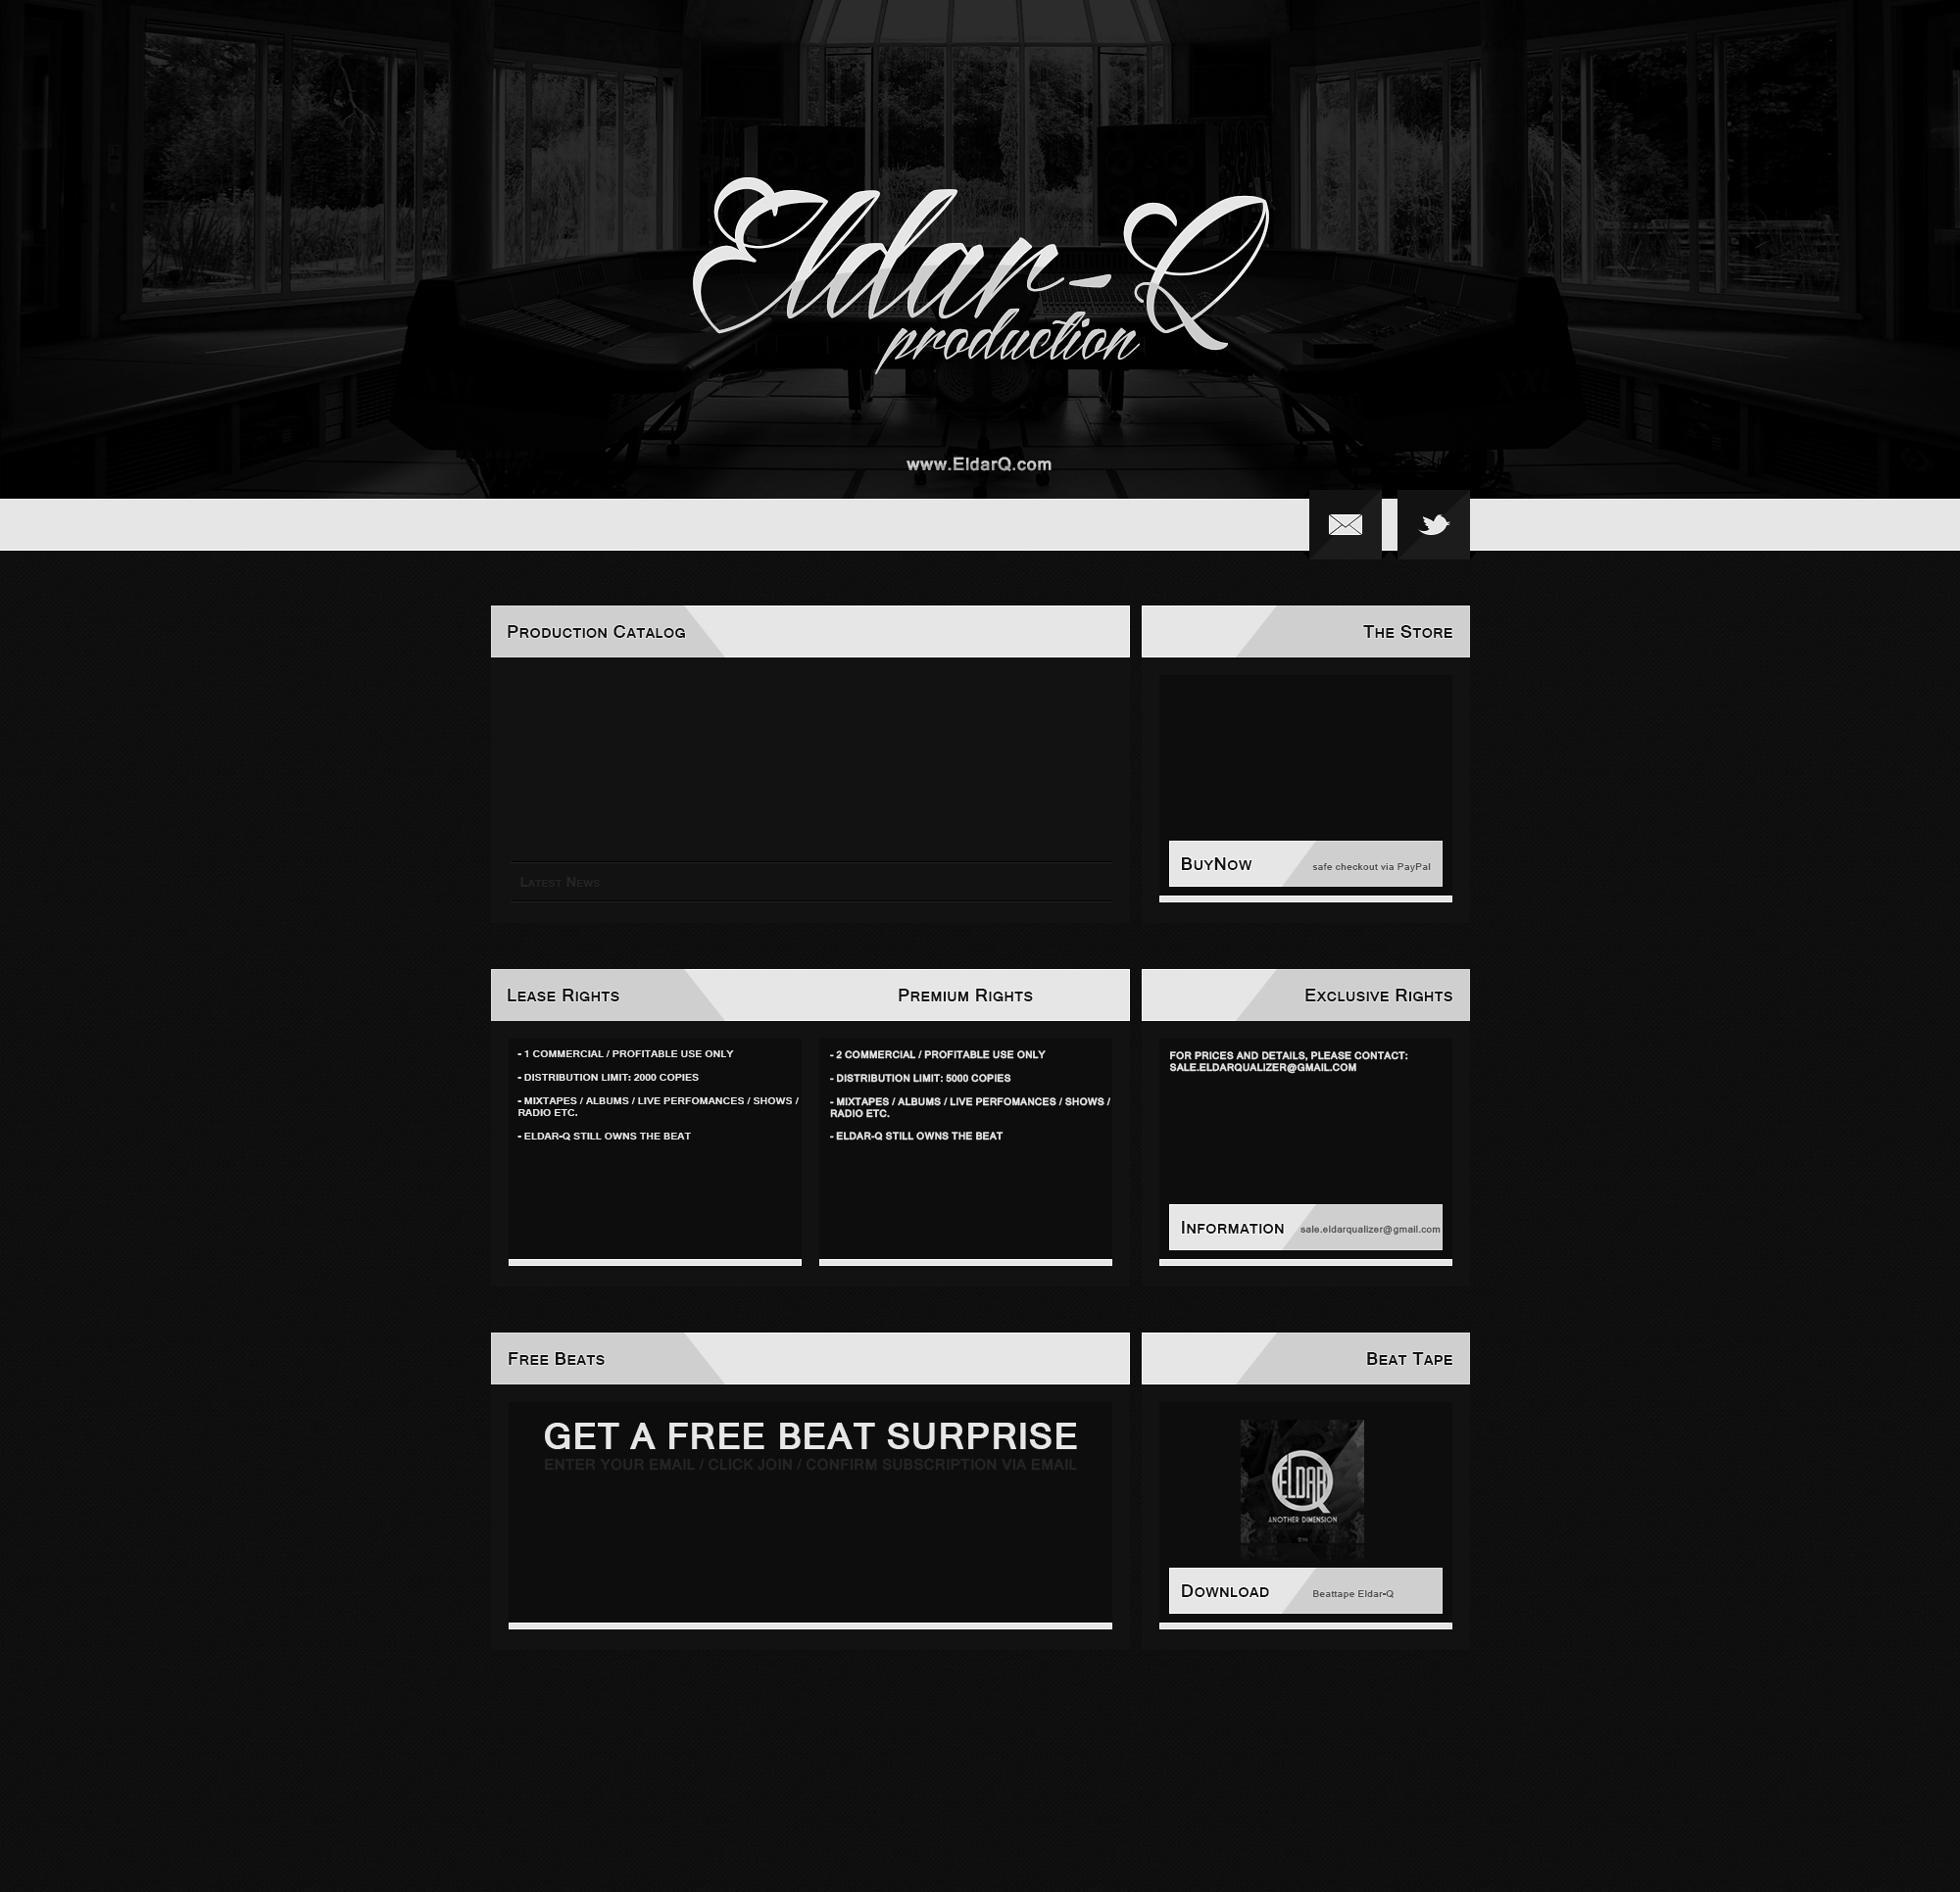 Eldar-Q
production
www.EldarQ.com
Production Catalog
The Store
Latest News
BuyNow
safe checkout via PayPal
Lease Rights
Premium Rights
Exclusive Rights
- 1 COMMERCIAL / PROFITABLE USE ONLY
- DISTRIBUTION LIMIT: 2000 COPIES
- MIXTAPES / ALBUMS / LIVE PERFOMANCES / SHOWS /
RADIO ETC.
- ELDAR-Q STILL OWNS THE BEAT
- 2 COMMERCIAL / PROFITABLE USE ONLY
- DISTRIBUTION LIMIT: 5000 COPIES
- MIXTAPES / ALBUMS / LIVE PERFOMANCES / SHOWS /
RADIO ETC.
- ELDAR-Q STILL OWNS THE BEAT
FOR PRICES AND DETAILS, PLEASE CONTACT:
SALE.ELDARQUALIZER@GMAIL.COM
Information
sale.eldarqualizer@gmail.com
Free Beats
Beat Tape
GET A FREE BEAT SURPRISE
ENTER YOUR EMAIL / CLICK JOIN / CONFIRM SUBSCRIPTION VIA EMAIL
ELDAR
Q
ANOTHER DIMENSION
Download
Beattape Eldar-Q